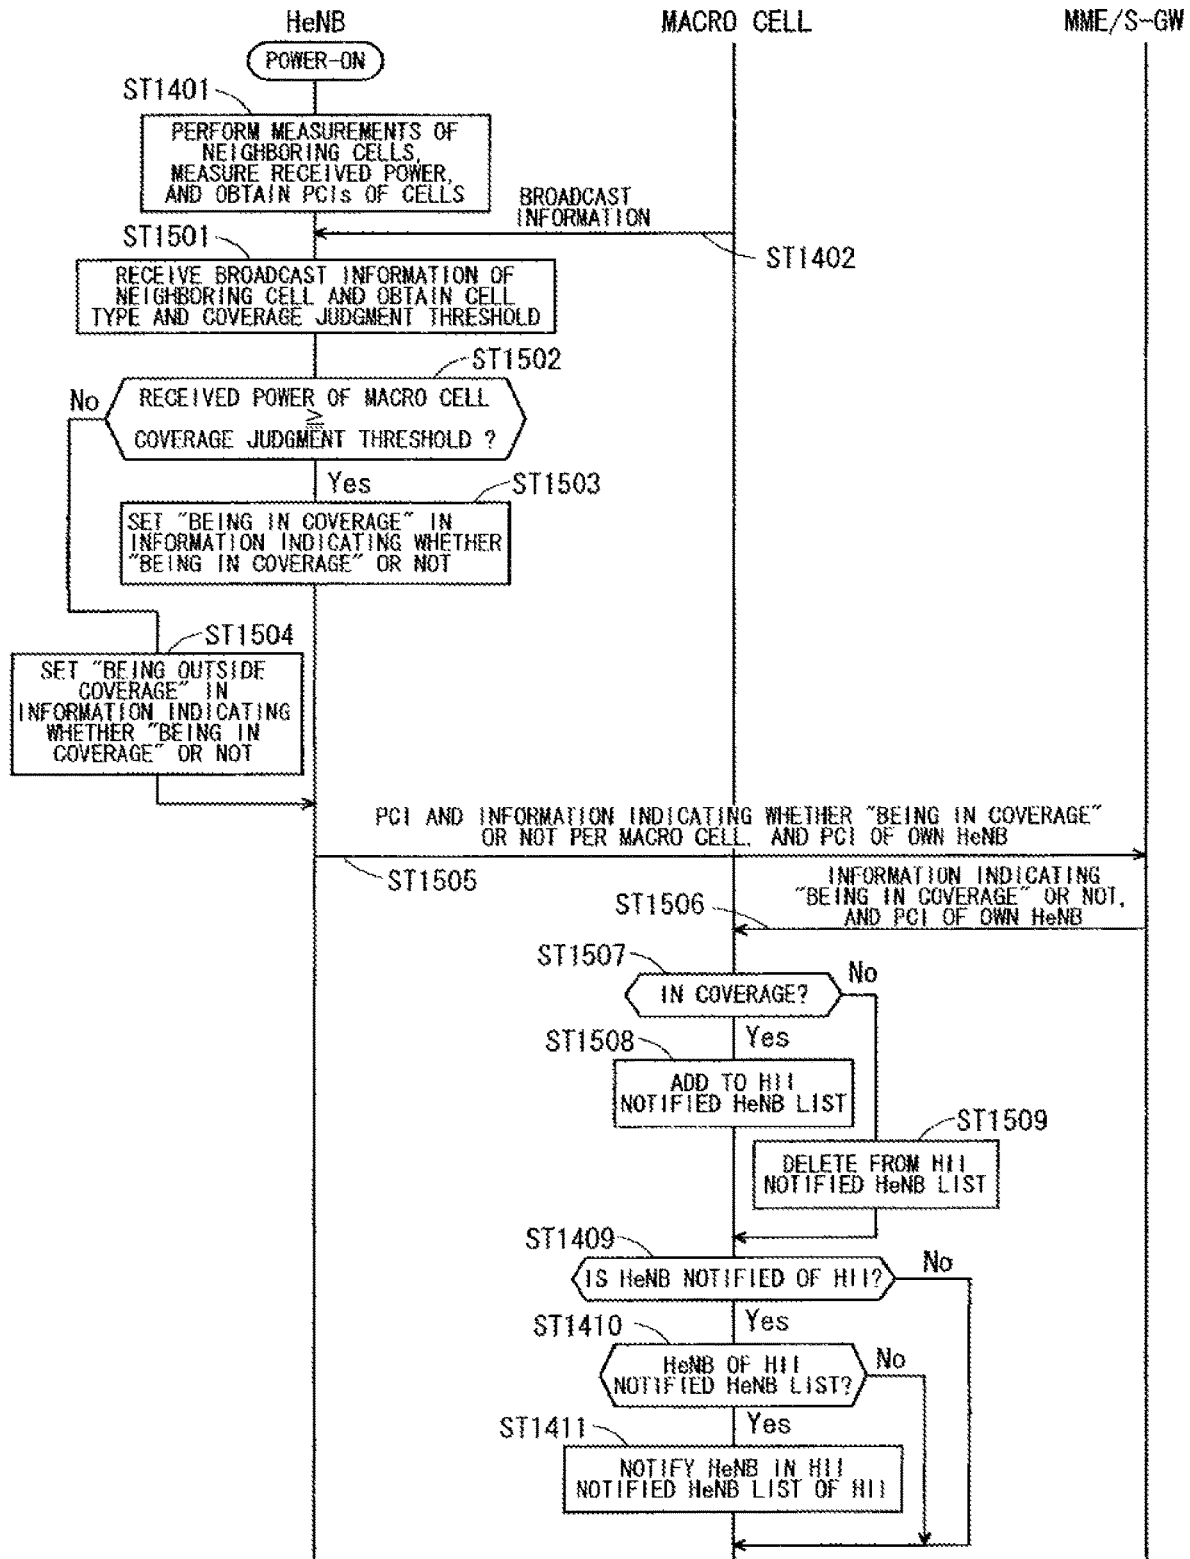 HeNB
MACRO CELL
MME/S-GW
POWER-ON
ST1401
PERFORM MEASUREMENTS OF
NEIGHBORING CELLS,
MEASURE RECEIVED POWER,
AND OBTAIN PCIs OF CELLS
BROADCAST
INFORMATION
ST1402
ST1501
RECEIVE BROADCAST INFORMATION OF
NEIGHBORING CELL AND OBTAIN CELL
TYPE AND COVERAGE JUDGMENT THRESHOLD
ST1502
No
RECEIVED POWER OF MACRO CELL
≧
COVERAGE JUDGMENT THRESHOLD ?
Yes
ST1503
SET "BEING IN COVERAGE" IN
INFORMATION INDICATING WHETHER
"BEING IN COVERAGE" OR NOT
ST1504
SET "BEING OUTSIDE
COVERAGE" IN
INFORMATION INDICATING
WHETHER "BEING IN
COVERAGE" OR NOT
PCI AND INFORMATION INDICATING WHETHER "BEING IN COVERAGE"
OR NOT PER MACRO CELL, AND PCI OF OWN HeNB
ST1505
INFORMATION INDICATING
"BEING IN COVERAGE" OR NOT,
AND PCI OF OWN HeNB
ST1506
ST1507
IN COVERAGE?
No
Yes
ST1508
ADD TO HII
NOTIFIED HeNB LIST
ST1509
DELETE FROM HII
NOTIFIED HeNB LIST
ST1409
IS HeNB NOTIFIED OF HII?
No
Yes
ST1410
HeNB OF HII
NOTIFIED HeNB LIST?
No
Yes
ST1411
NOTIFY HeNB IN HII
NOTIFIED HeNB LIST OF HII